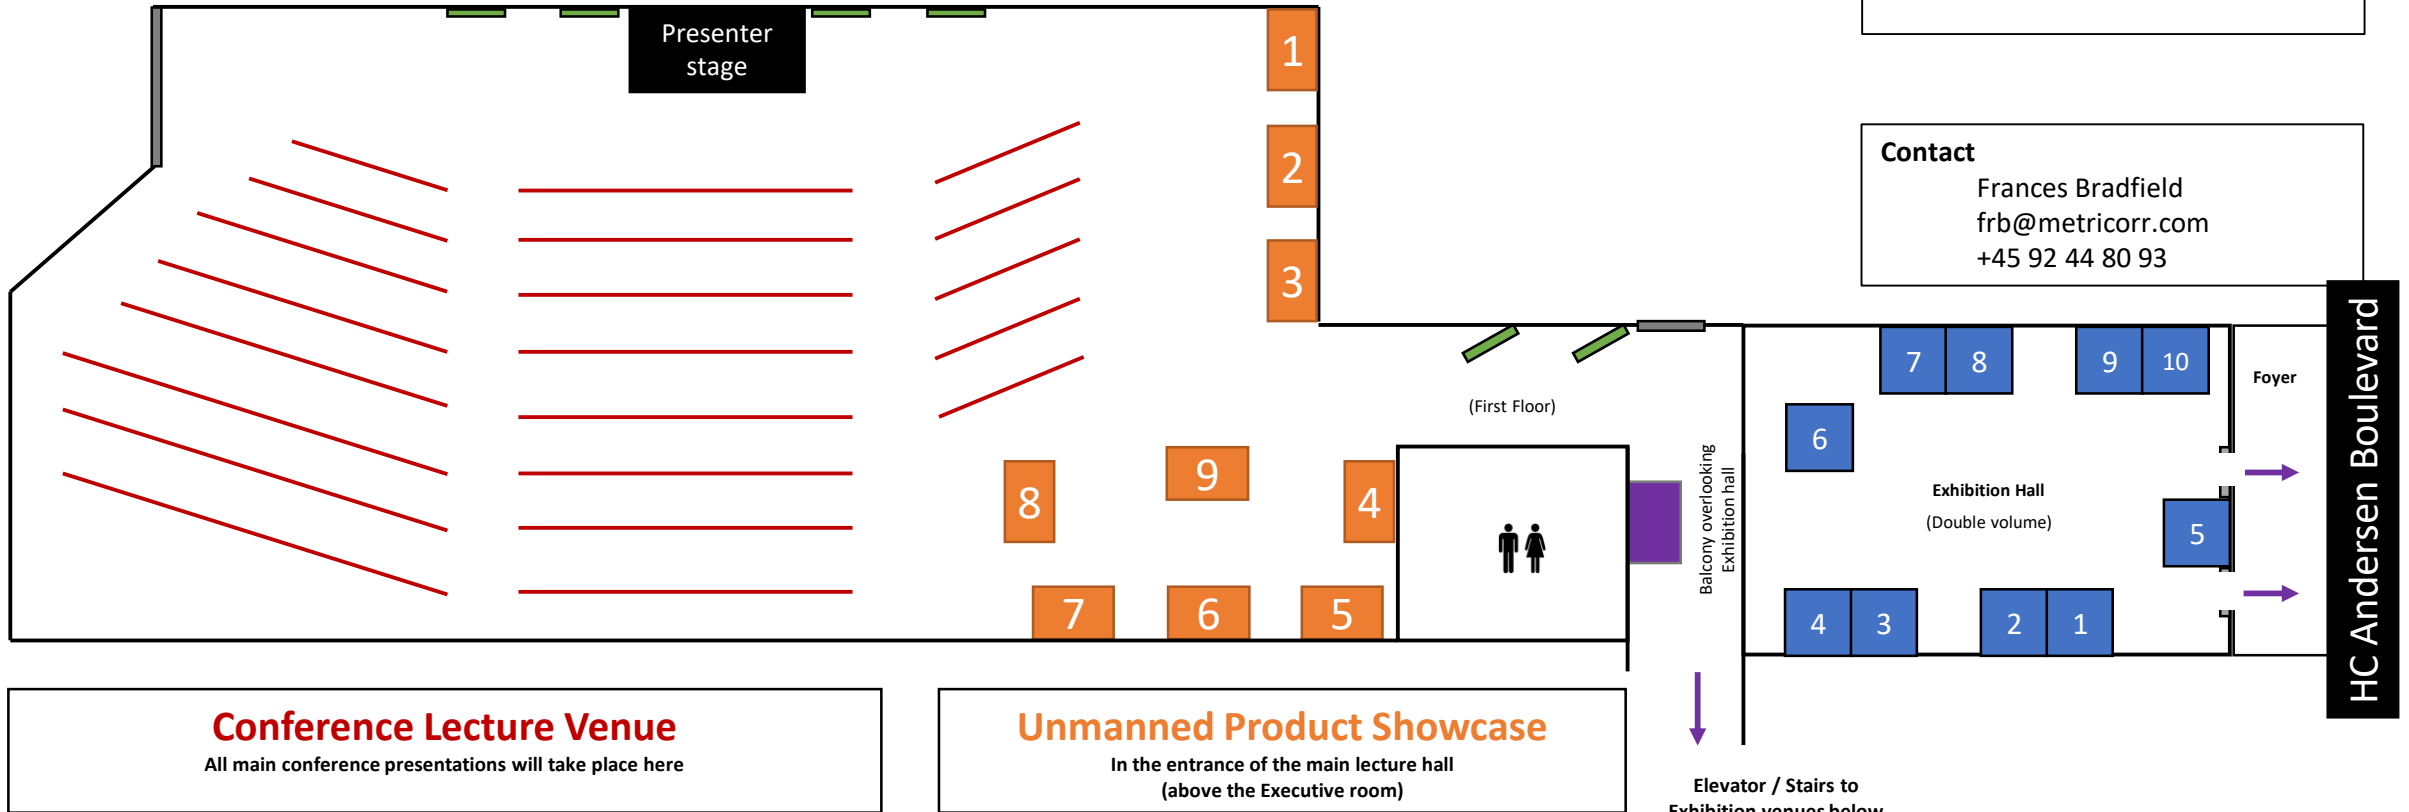 Presenter
stage
1
2
3
Contact
Frances Bradfield
frb@metricorr.com
+45 92 44 80 93
HC Andersen Boulevard
7
8
9
10
Foyer
(First Floor)
6
Balcony overlooking
Exhibition hall
Exhibition Hall
(Double volume)
5
8
9
4
7
6
5
4
3
2
1
Conference Lecture Venue
All main conference presentations will take place here
Unmanned Product Showcase
In the entrance of the main lecture hall
(above the Executive room)
Elevator / Stairs to
Exhibition venues below